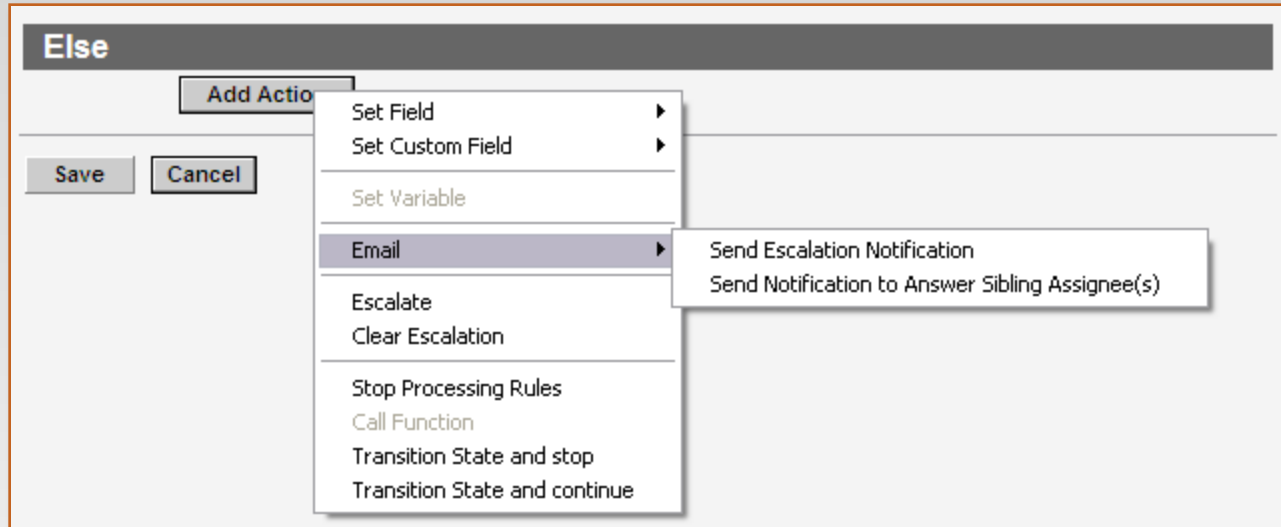 Else
Add Actio
Set Field
Set Custom Field
Save
Cancel
Set Variable
Email
Send Escalation Notification
Send Notification to Answer Sibling Assignee(s)
Escalate
Clear Escalation
Stop Processing Rules
Call Function
Transition State and stop
Transition State and continue